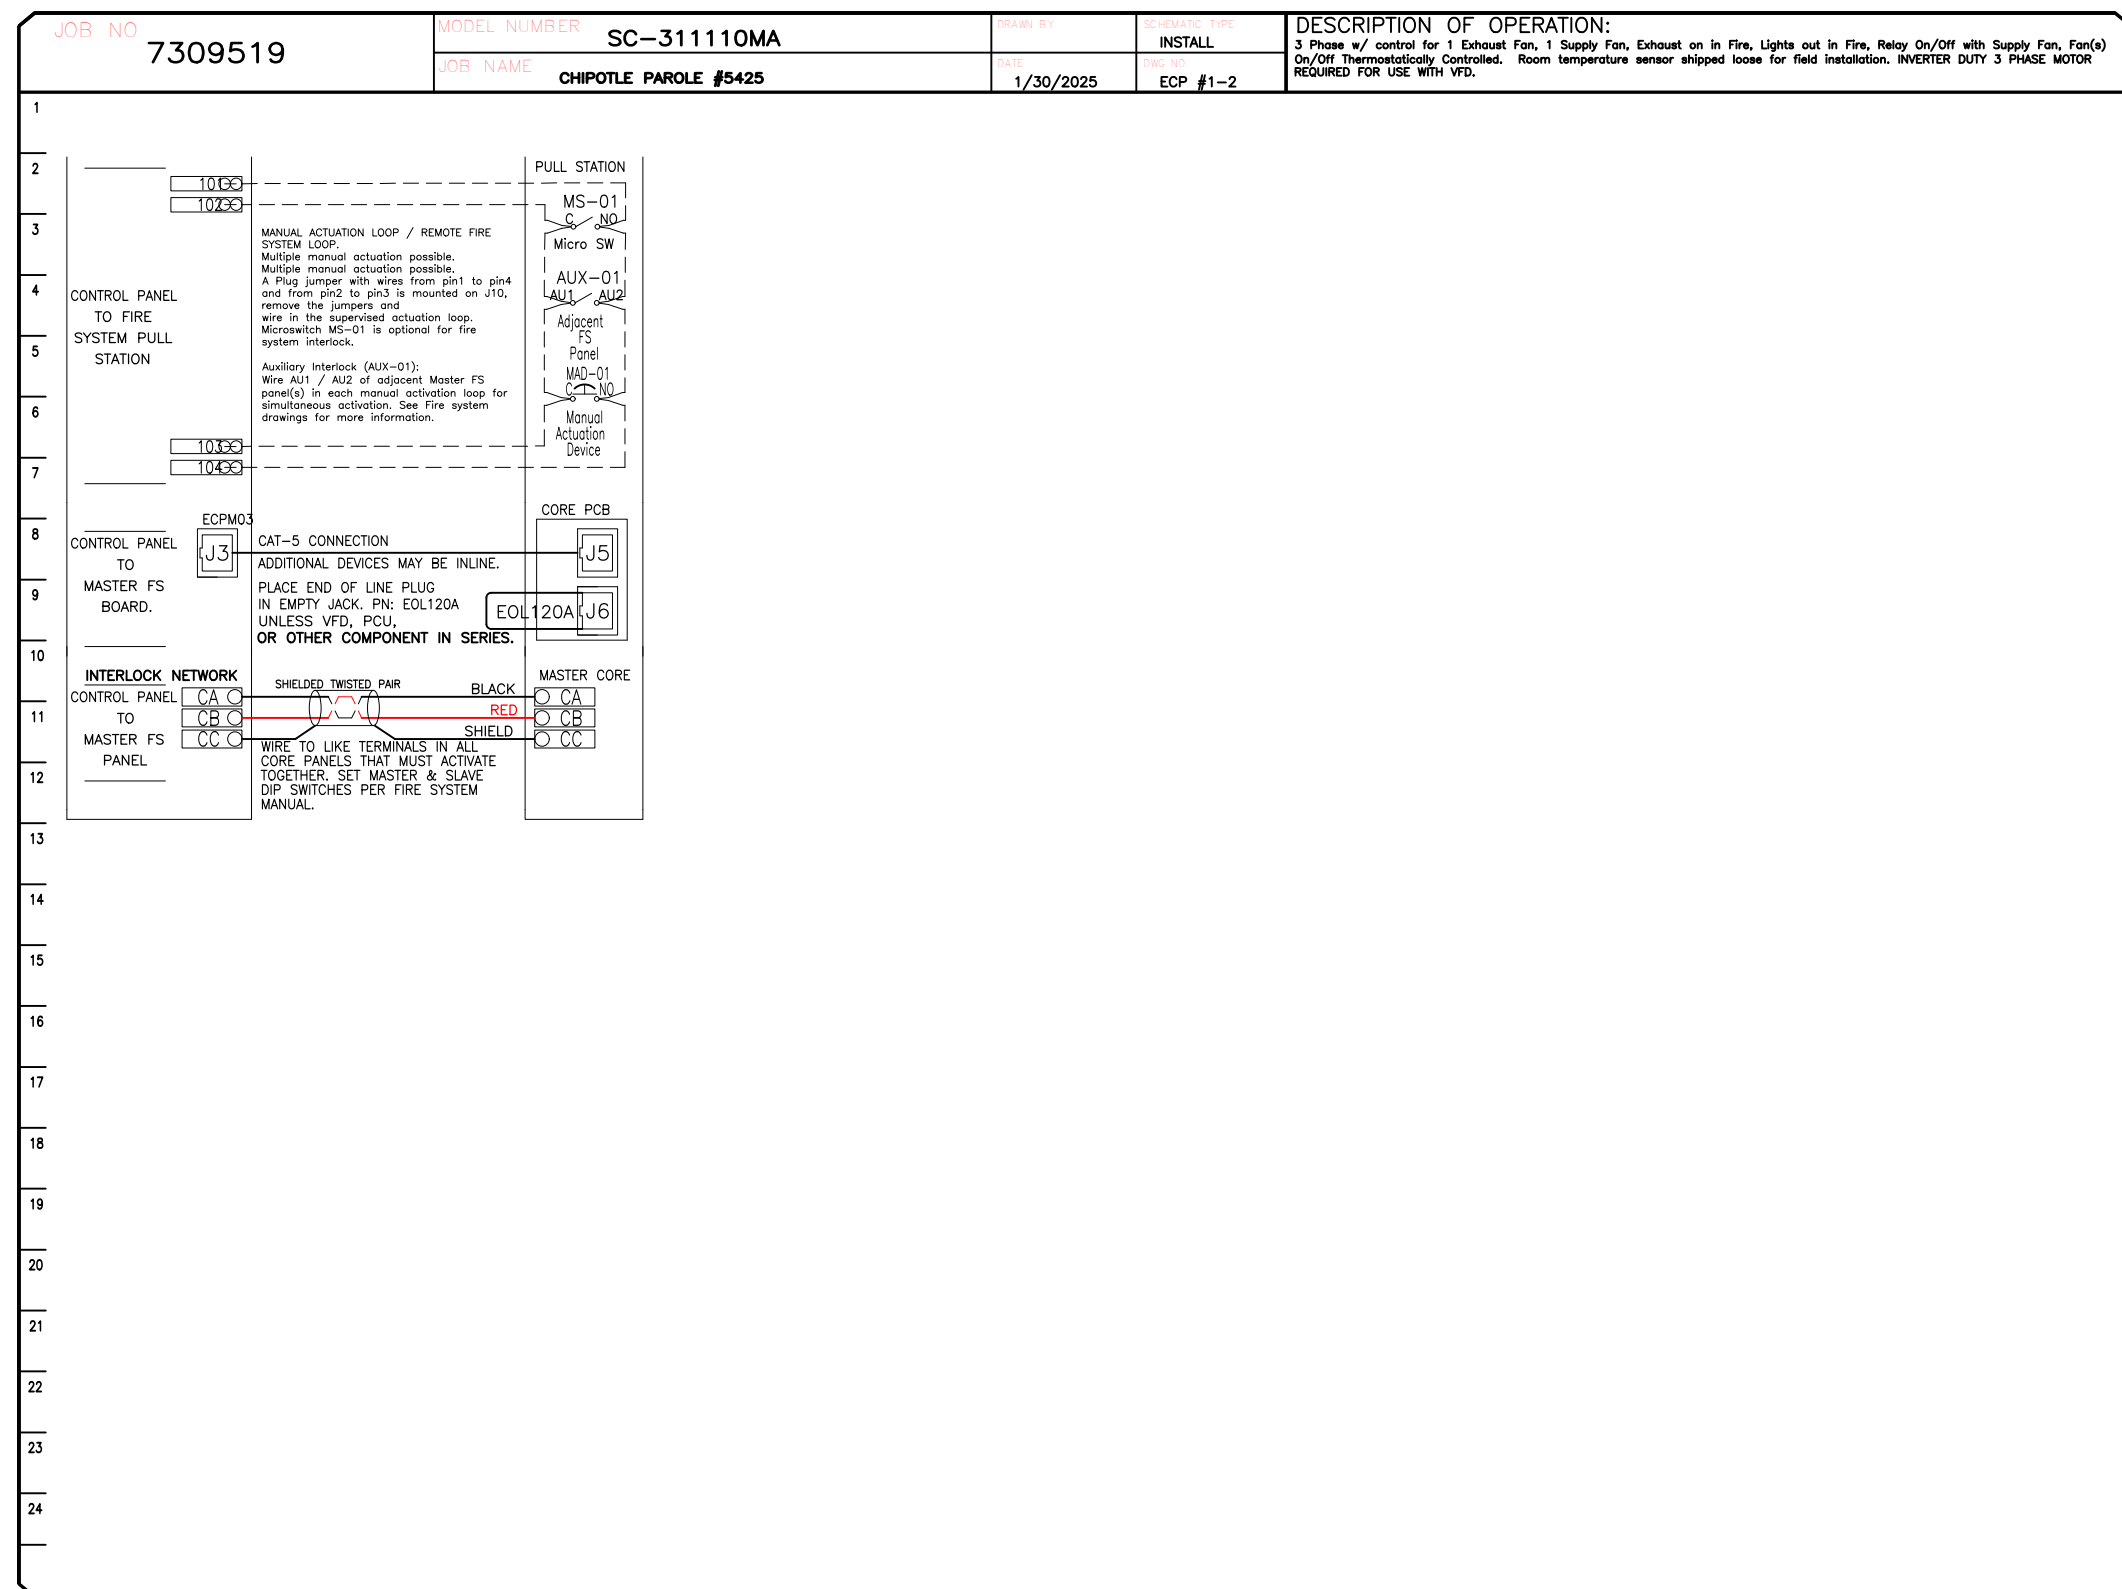 JOB NO
7309519
MODEL NUMBER
SC-311110MA
JOB NAME
CHIPOTLE PAROLE #5425
DRAWN BY
DATE
1/30/2025
SCHEMATIC TYPE
INSTALL
DWG NO
ECP #1-2
DESCRIPTION OF OPERATION:
3 Phase w/ control for 1 Exhaust Fan, 1 Supply Fan, Exhaust on in Fire, Lights out in Fire, Relay On/Off with Supply Fan, Fan(s)
On/Off Thermostatically Controlled. Room temperature sensor shipped loose for field installation. INVERTER DUTY 3 PHASE MOTOR
REQUIRED FOR USE WITH VFD.
1
2
3
4
5
6
7
8
9
10
11
12
13
14
15
16
17
18
19
20
21
22
23
24
CONTROL PANEL
TO FIRE
SYSTEM PULL
STATION
101
102
103
104
MANUAL ACTUATION LOOP / REMOTE FIRE
SYSTEM LOOP.
Multiple manual actuation possible.
Multiple manual actuation possible.
A Plug jumper with wires from pin1 to pin4
and from pin2 to pin3 is mounted on J10,
remove the jumpers and
wire in the supervised actuation loop.
Microswitch MS-01 is optional for fire
system interlock.
Auxiliary Interlock (AUX-01):
Wire AU1 / AU2 of adjacent Master FS
panel(s) in each manual activation loop for
simultaneous activation. See Fire system
drawings for more information.
PULL STATION
MS-01
C NO
Micro SW
AUX-01
AU1 AU2
Adjacent
FS
Panel
MAD-01
C NO
Manual
Actuation
Device
CONTROL PANEL
TO
MASTER FS
BOARD.
ECPM03
J3
CAT-5 CONNECTION
ADDITIONAL DEVICES MAY BE INLINE.
PLACE END OF LINE PLUG
IN EMPTY JACK. PN: EOL120A
UNLESS VFD, PCU,
OR OTHER COMPONENT IN SERIES.
CORE PCB
J5
EOL120A
J6
INTERLOCK NETWORK
CONTROL PANEL
TO
MASTER FS
PANEL
CA
CB
CC
SHIELDED TWISTED PAIR
BLACK
RED
SHIELD
WIRE TO LIKE TERMINALS IN ALL
CORE PANELS THAT MUST ACTIVATE
TOGETHER. SET MASTER & SLAVE
DIP SWITCHES PER FIRE SYSTEM
MANUAL.
MASTER CORE
CA
CB
CC